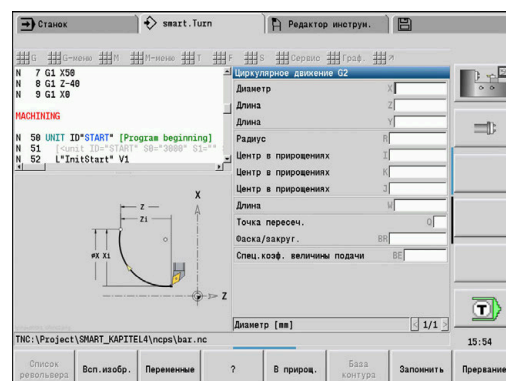 Станок
smart.Turn
Редактор инструм.
G G-меню M M-меню T F S Сервис Граф.
N 7 G1 X50
N 8 G1 Z-40
N 9 G1 X0
MACHINING
N 50 UNIT ID"START" [Program beginning]
N 51 [<unit ID="START" S0="3000" S1=""
N 52 L"InitStart" V1
Циркулярное движение G2
Диаметр X
Длина Z
Длина Y
Радиус R
Центр в прирощениях I
Центр в прирощениях K
Центр в прирощениях J
Длина W
Точка пересеч. Q
Фаска/закруг. BR
Спец.коэф. величины подачи BE
Диаметр [mm] 1/1
X
Z
Zi
øX Xi
Z
T
TNC:\Project\SMART_KAPITEL4\ncps\bar.nc
15:54
Список револьвера
Всп.изобр.
Переменные
?
В прирощ.
База контура
Запомнить
Прервание